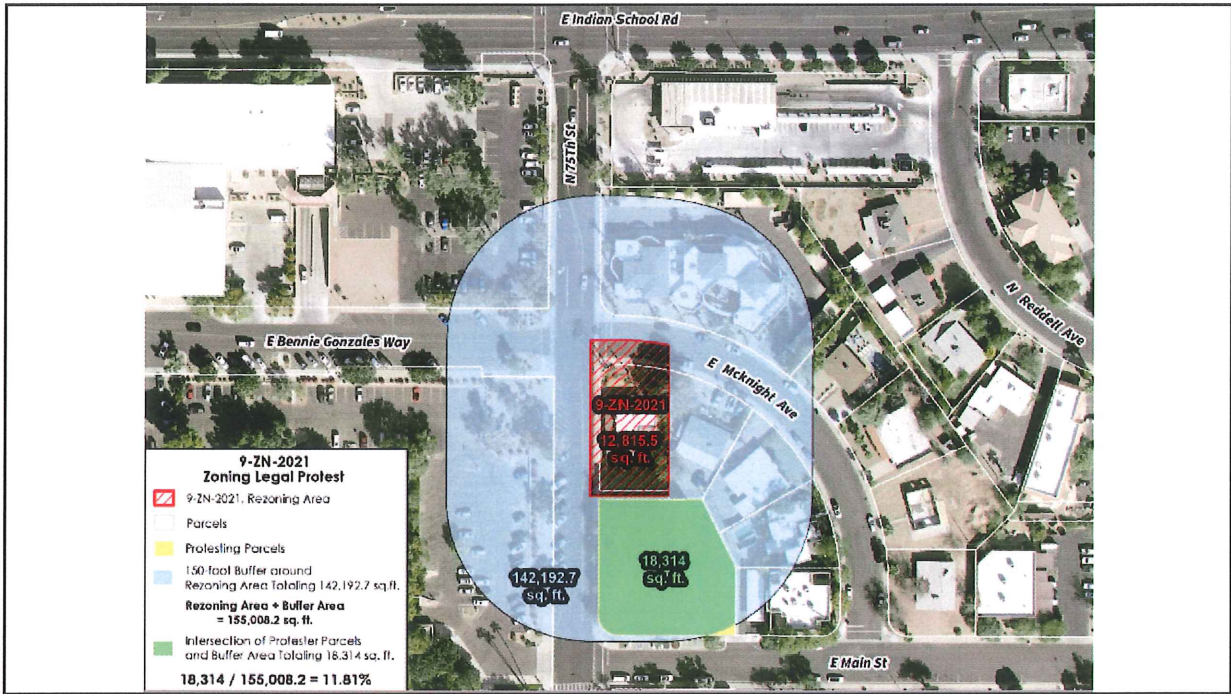 E Indian School Rd
N 75Th St
N Reddell Ave
E Bennie Gonzales Way
E Mcknight Ave
9-ZN-2021
12,815.5
sq. ft.
18,314
sq. ft.
142,192.7
sq. ft.
E Main St
9-ZN-2021
Zoning Legal Protest
9-ZN-2021, Rezoning Area
Parcels
Protesting Parcels
150-foot Buffer around
Rezoning Area Totaling 142,192.7 sq.ft.
Rezoning Area + Buffer Area
= 155,008.2 sq. ft.
Intersection of Protester Parcels
and Buffer Area Totaling 18,314 sq. ft.
18,314 / 155,008.2 = 11.81%